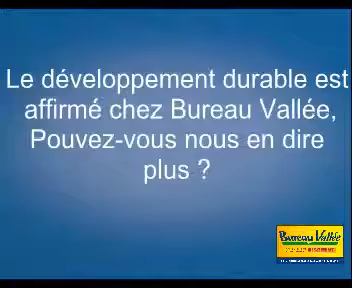 Le développement durable est
affirmé chez Bureau Vallée,
Pouvez-vous nous en dire
plus ?
Bureau Vallée